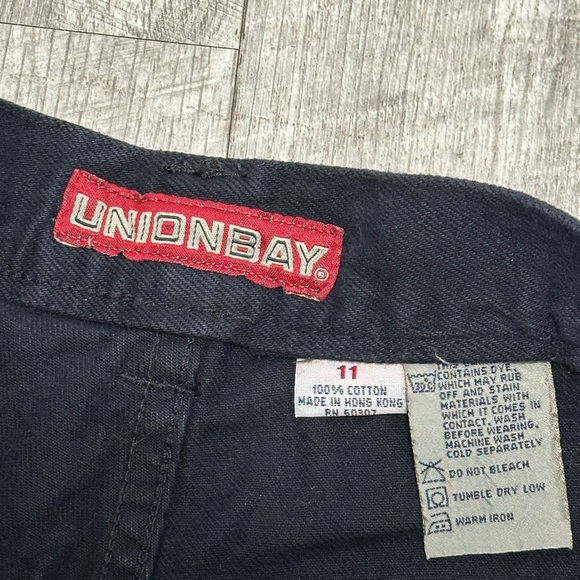 UNIONBAY®
11
100% COTTON
MADE IN HONG KONG
RN 60307
CONTAINS DYE,
30C WHICH MAY RUB
OFF AND STAIN
MATERIALS WITH
WHICH IT COMES IN
CONTACT. WASH
BEFORE WEARING.
MACHINE WASH
COLD SEPARATELY
DO NOT BLEACH
TUMBLE DRY LOW
WARM IRON